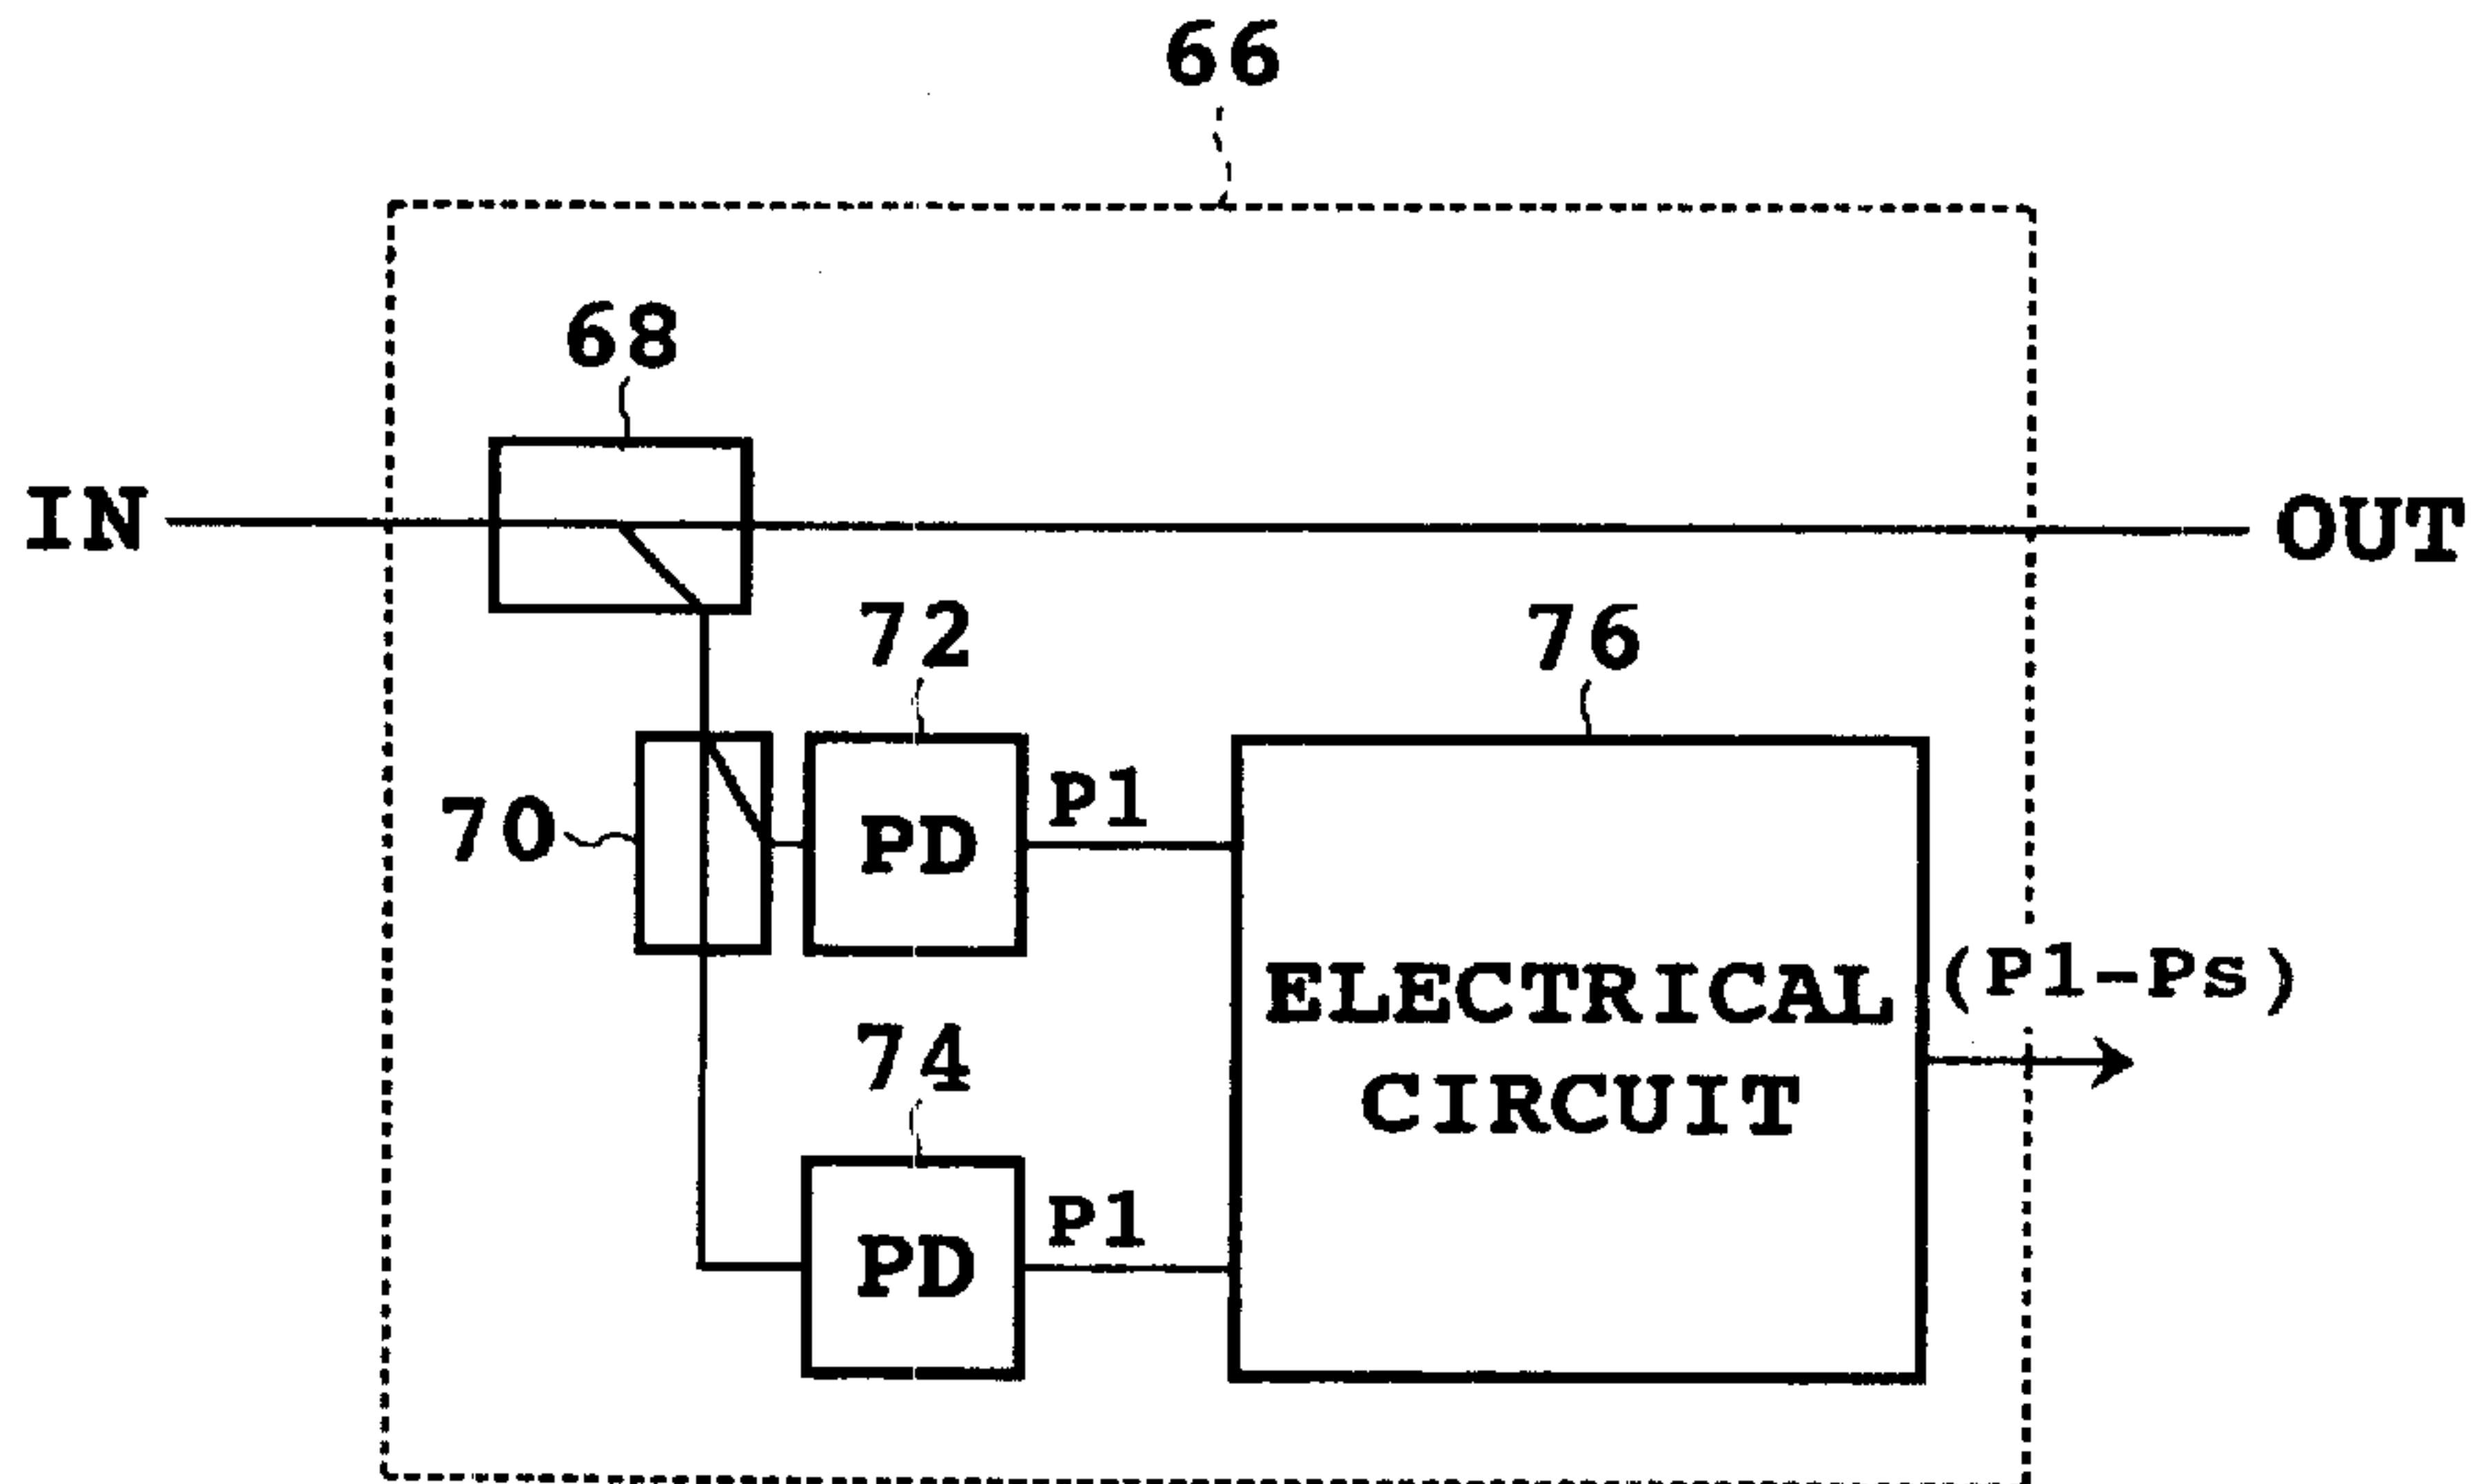 66
68
IN
OUT
72
76
70
PD
P1
ELECTRICAL
CIRCUIT
(P1-Ps)
74
PD
P1